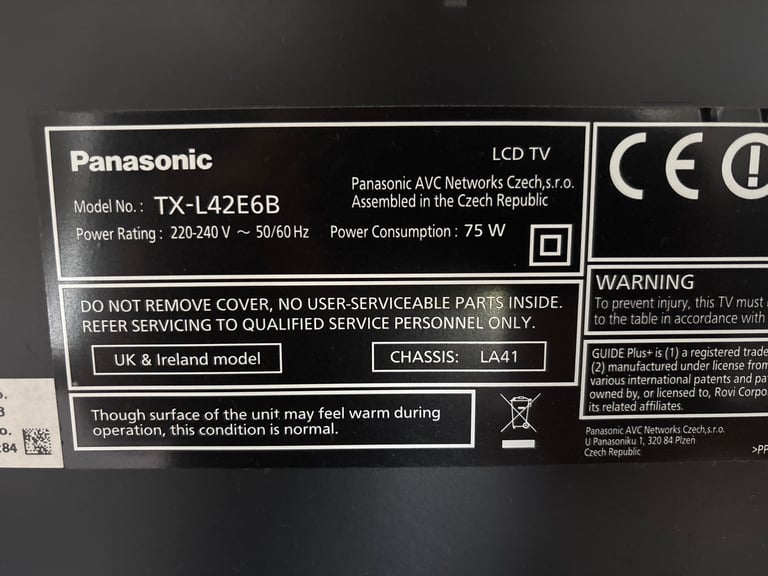 Panasonic
LCD TV
Panasonic AVC Networks Czech,s.r.o.
Assembled in the Czech Republic
Model No.: TX-L42E6B
Power Rating: 220-240 V ~ 50/60 Hz Power Consumption: 75 W
DO NOT REMOVE COVER, NO USER-SERVICEABLE PARTS INSIDE.
REFER SERVICING TO QUALIFIED SERVICE PERSONNEL ONLY.
UK & Ireland model
CHASSIS: LA41
Though surface of the unit may feel warm during
operation, this condition is normal.
CE
WARNING
To prevent injury, this TV must
to the table in accordance with
GUIDE Plus+ is (1) a registered trade
(2) manufactured under license from
various international patents and pa
owned by, or licensed to, Rovi Corpo
its related affiliates.
Panasonic AVC Networks Czech,s.r.o.
U Panasoniku 1, 320 84 Plzeň
Czech Republic
>PP
o.
84